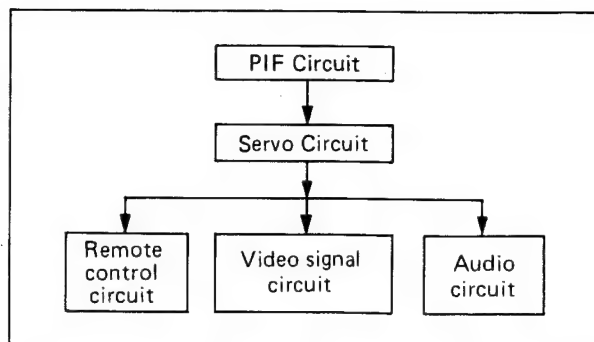 PIF Circuit
Servo Circuit
Remote
control
circuit
Video signal
circuit
Audio
circuit